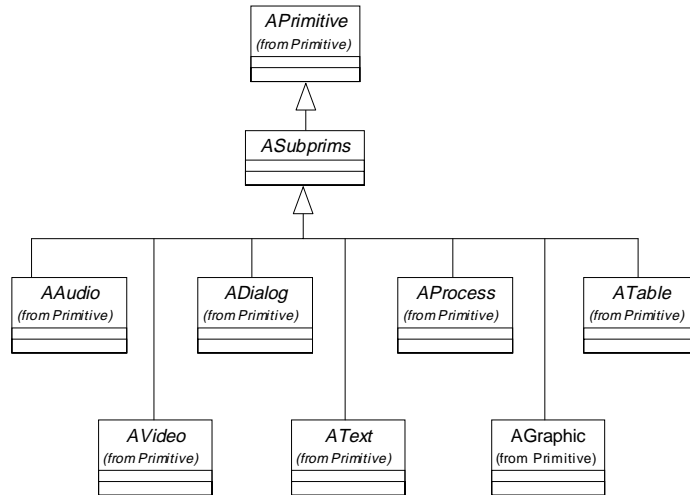 APrimitive
(from Primitive)
ASubprims
AAudio
(from Primitive)
ADialog
(from Primitive)
AProcess
(from Primitive)
ATable
(from Primitive)
AVideo
(from Primitive)
AText
(from Primitive)
AGraphic
(from Primitive)